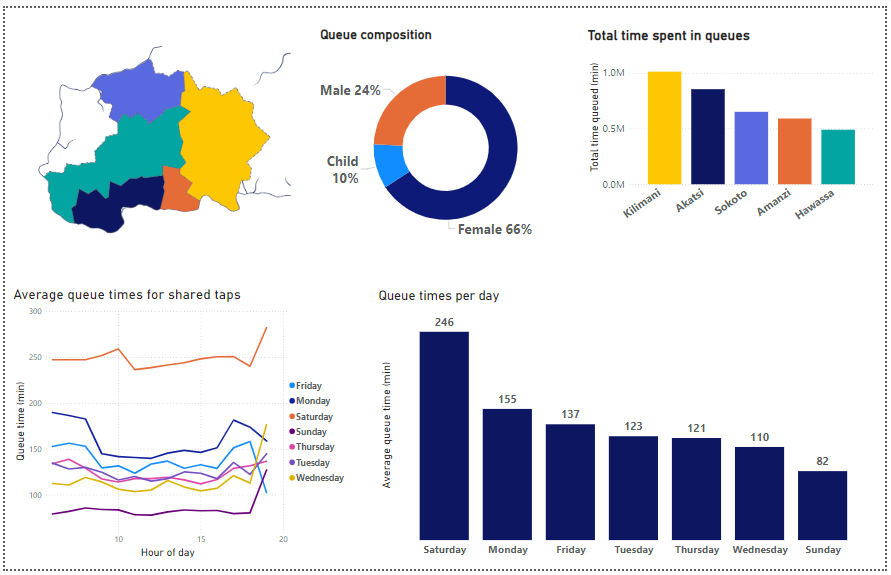 Queue composition
Male 24%
Child
10%
Female 66%
Total time spent in queues
Total time queued (min)
1.0M
0.5M
0.0M
Kilimani
Akatsi
Sokoto
Amanzi
Hawassa
Average queue times for shared taps
Queue time (min)
300
250
200
150
100
10
15
20
Hour of day
Friday
Monday
Saturday
Sunday
Thursday
Tuesday
Wednesday
Queue times per day
Average queue time (min)
246
155
137
123
121
110
82
Saturday
Monday
Friday
Tuesday
Thursday
Wednesday
Sunday